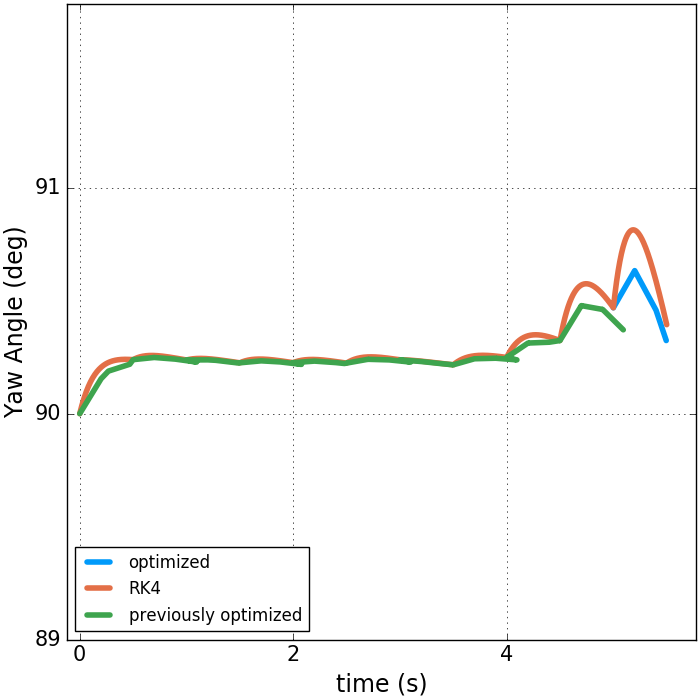 Yaw Angle (deg)
91
90
89
optimized
RK4
previously optimized
0 2 4
time (s)